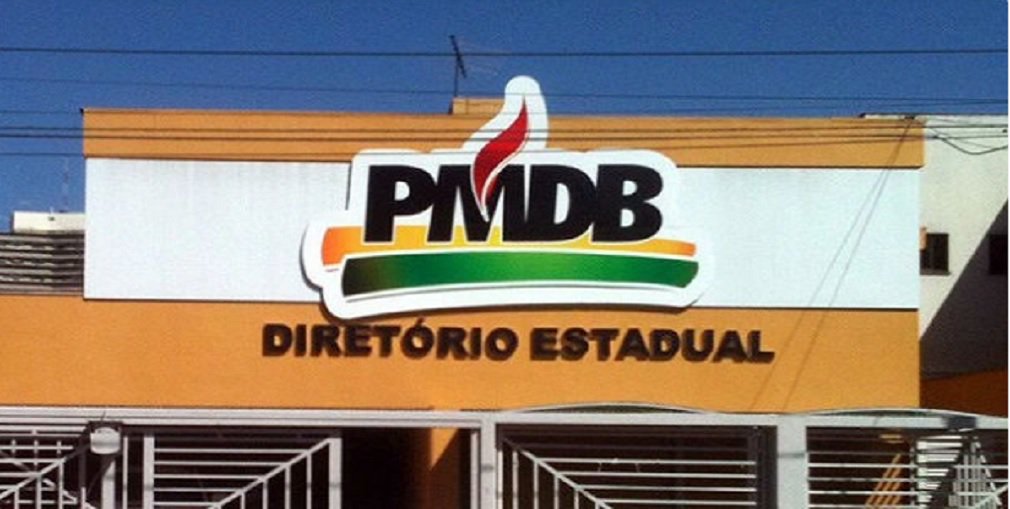 PMDB
DIRETÓRIO ESTADUAL